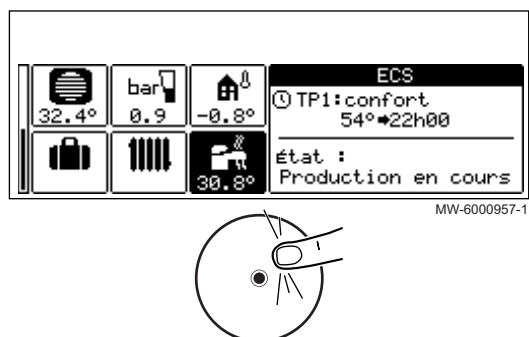 ECS
bar
TP1:confort
32.4° 0.9 -0.8°
54°➡22h00
État :
30.8°
Production en cours
MW-6000957-1